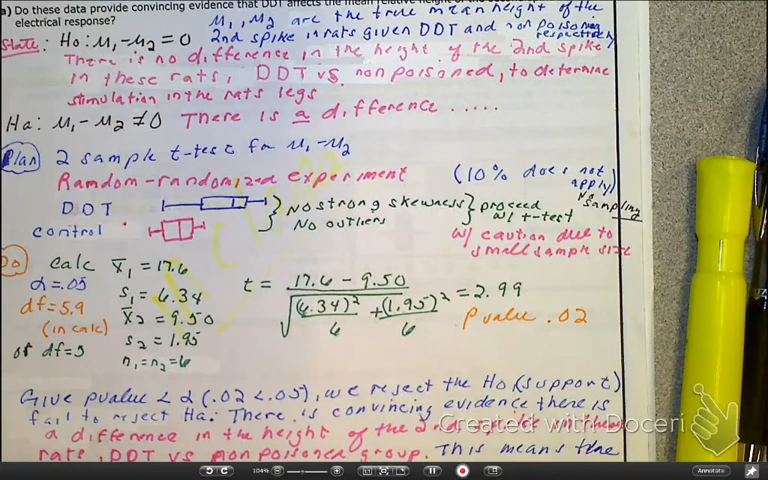 a) Do these data provide convincing evidence that DDT affects the mean relative height of the
electrical response?
μ1, μ2 are the true mean height of the
2nd spike in rats given DDT and non poisoning
respectively
State: Ho: μ1-μ2 = 0
There is no difference in the height of the 2nd spike
in these rats, DDT vs non poisoned, to determine
stimulation in the rats legs
Ha: μ1-μ2 ≠ 0 There is a difference .....
Plan 2 sample t-test for μ1-μ2
Random-randomized experiment
(10% does not
apply)
No
sampling
DDT
control
No strong skewness
No outliers
proceed
w/ t-test
w/ caution due to
small sample size
Do calc x̄1 = 17.6
α = .05
s1 = 6.34
df = 5.9
(in calc)
x̄2 = 9.50
or df = 5
s2 = 1.95
n1 = n2 = 6
t = 17.6 - 9.50
√ (6.34)² + (1.95)² = 2.99
6 6
p value .02
Give pvalue < α (.02 < .05), we reject the Ho (support)
fail to reject Ha. There is convincing evidence there is
a difference in the height of the 2nd spike in these
rats, DDT vs non poisoned group. This means the
Created with Doceri
104%
Annotate